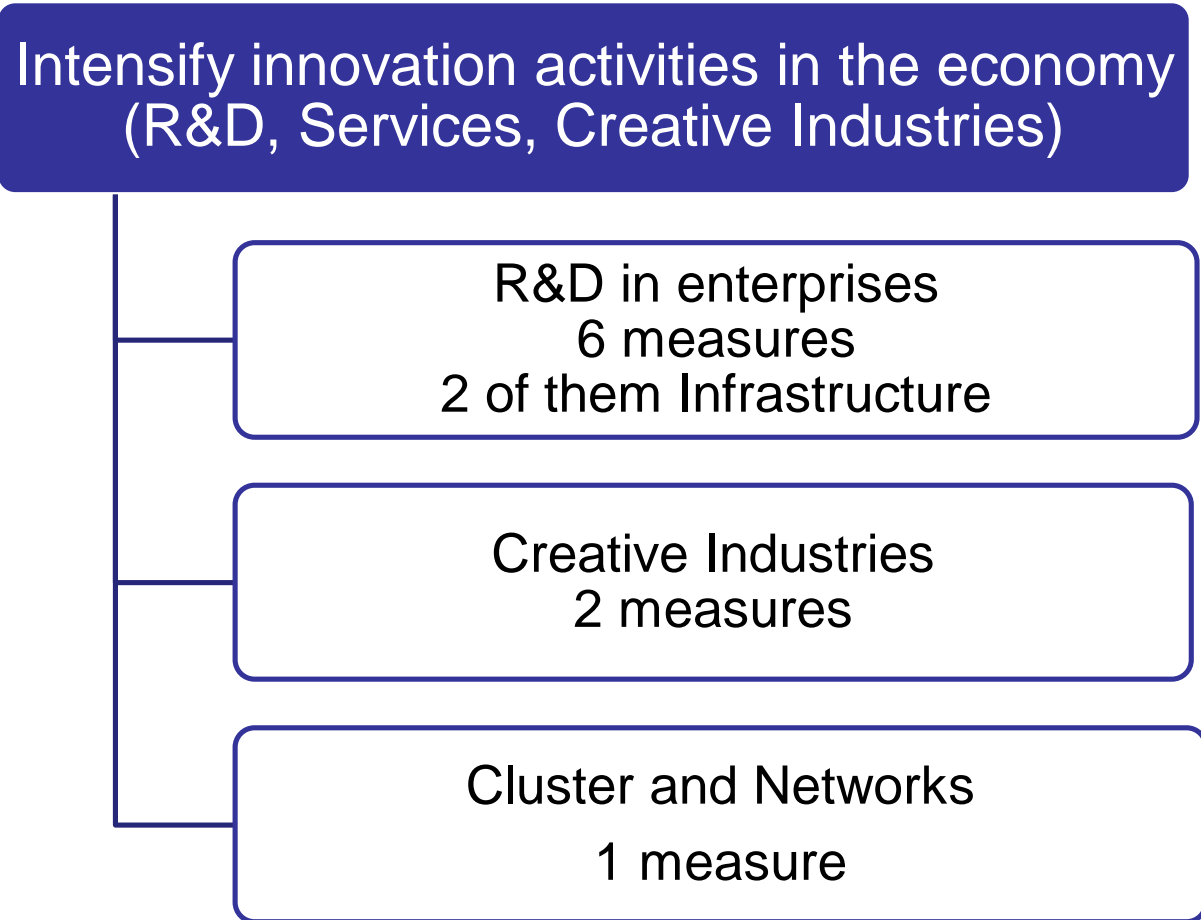 Intensify innovation activities in the economy
(R&D, Services, Creative Industries)
R&D in enterprises
6 measures
2 of them Infrastructure
Creative Industries
2 measures
Cluster and Networks
1 measure